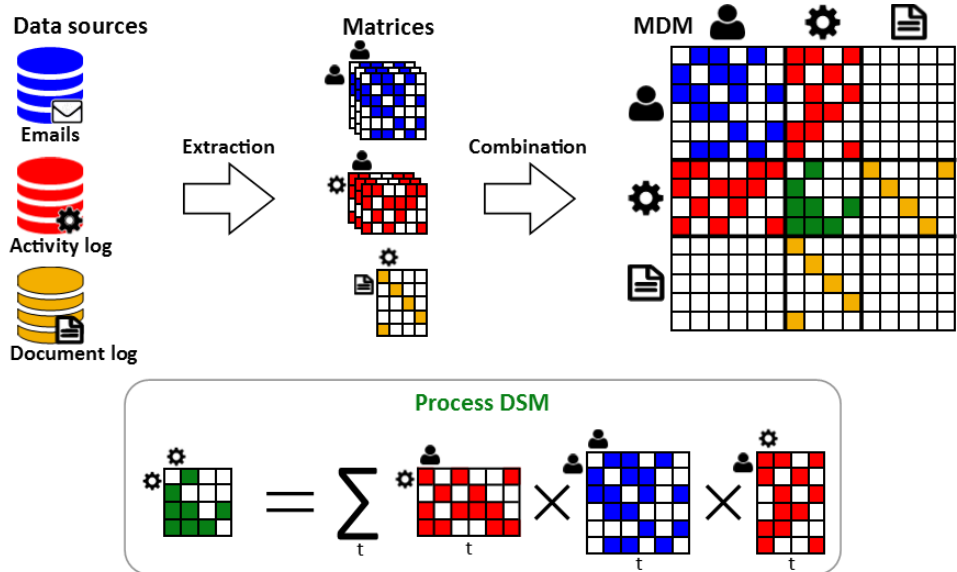 Data sources
Matrices
MDM
Emails
Extraction
Combination
Activity log
Document log
Process DSM
t
t
t
t